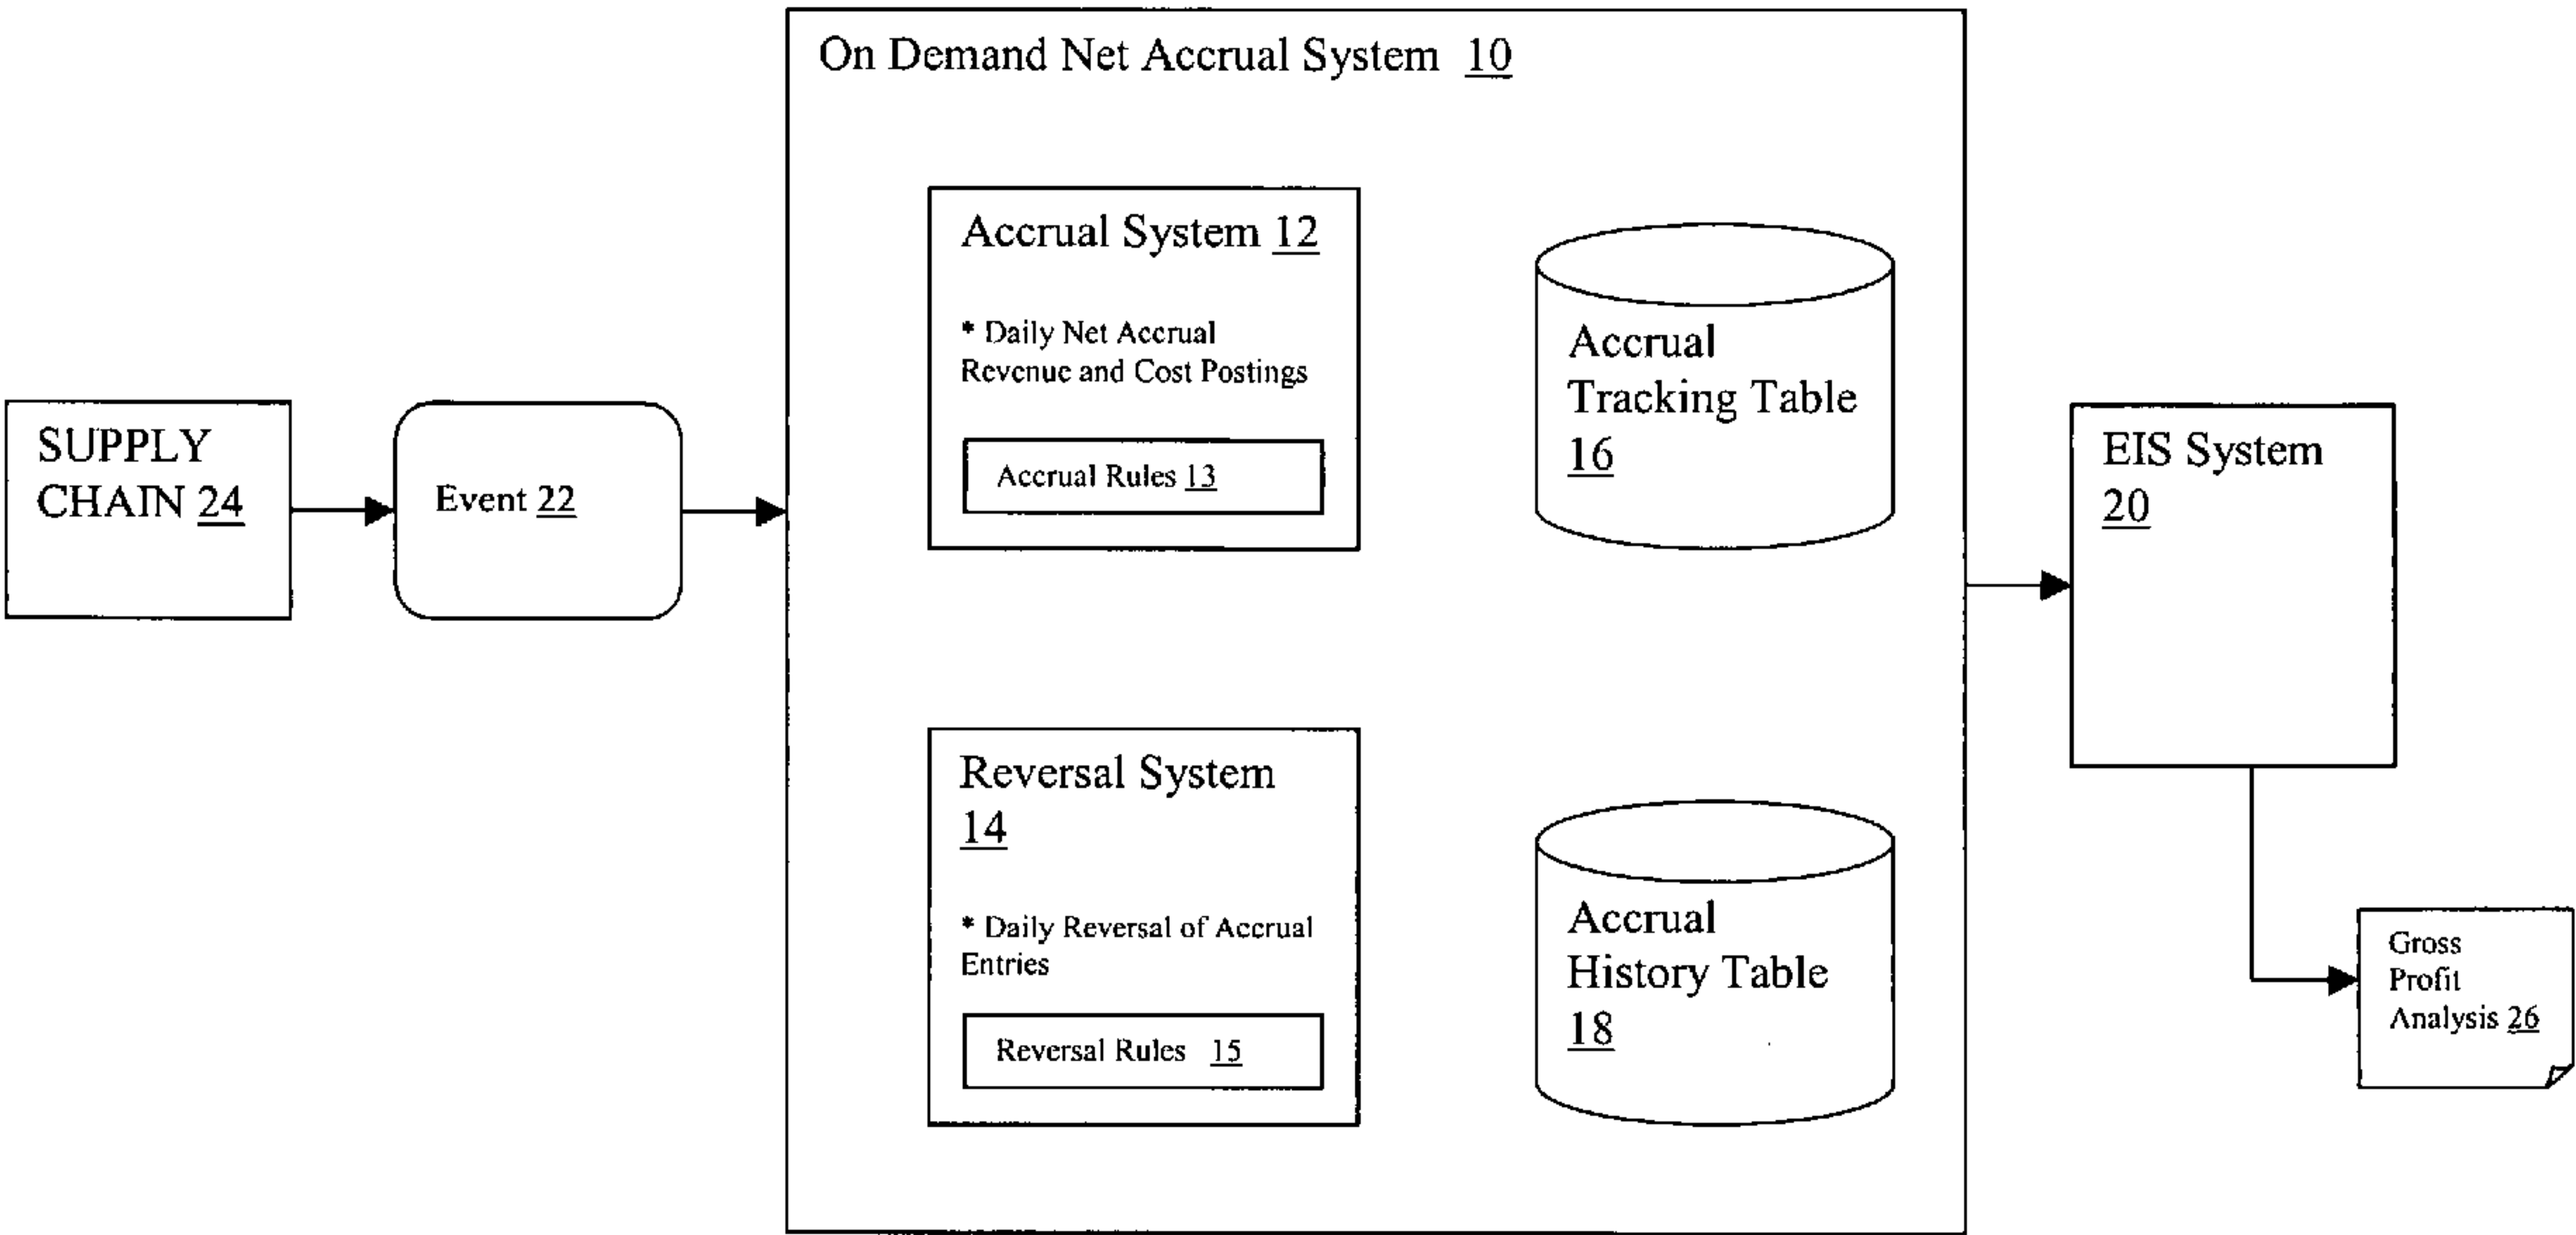 On Demand Net Accrual System 10
SUPPLY
CHAIN 24
Event 22
Accrual System 12
* Daily Net Accrual
Revenue and Cost Postings
Accrual Rules 13
Accrual
Tracking Table
16
Reversal System
14
* Daily Reversal of Accrual
Entries
Reversal Rules 15
Accrual
History Table
18
EIS System
20
Gross
Profit
Analysis 26